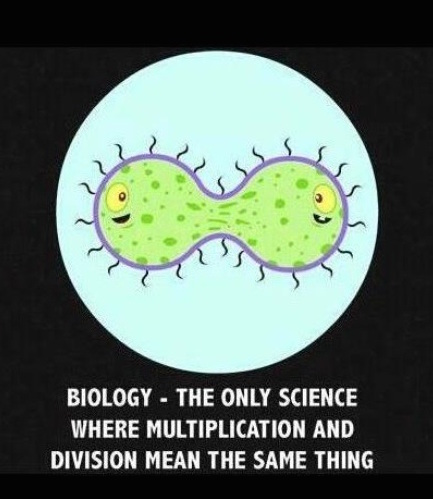 BIOLOGY - THE ONLY SCIENCE
WHERE MULTIPLICATION AND
DIVISION MEAN THE SAME THING